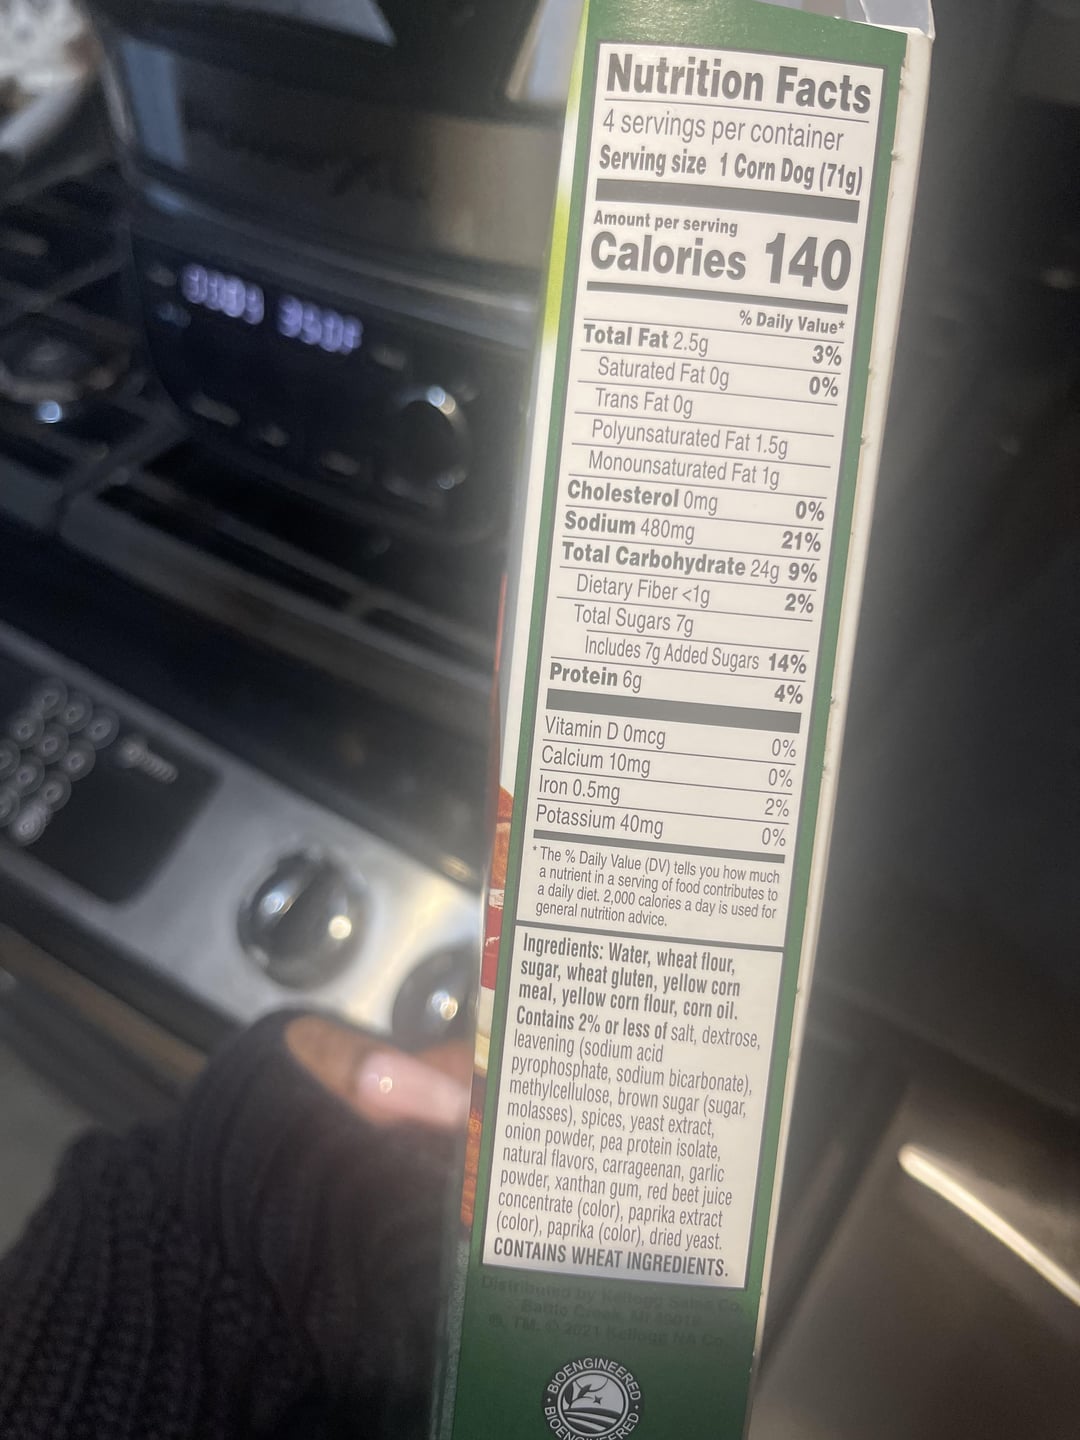 Nutrition Facts
4 servings per container
Serving size 1 Corn Dog (71g)
Amount per serving
Calories 140
% Daily Value*
Total Fat 2.5g 3%
Saturated Fat 0g 0%
Trans Fat 0g
Polyunsaturated Fat 1.5g
Monounsaturated Fat 1g
Cholesterol 0mg 0%
Sodium 480mg 21%
Total Carbohydrate 24g 9%
Dietary Fiber <1g 2%
Total Sugars 7g
Includes 7g Added Sugars 14%
Protein 6g 4%
Vitamin D 0mcg 0%
Calcium 10mg 0%
Iron 0.5mg 2%
Potassium 40mg 0%
* The % Daily Value (DV) tells you how much
a nutrient in a serving of food contributes to
a daily diet. 2,000 calories a day is used for
general nutrition advice.
Ingredients: Water, wheat flour,
sugar, wheat gluten, yellow corn
meal, yellow corn flour, corn oil.
Contains 2% or less of salt, dextrose,
leavening (sodium acid
pyrophosphate, sodium bicarbonate),
methylcellulose, brown sugar (sugar,
molasses), spices, yeast extract,
onion powder, pea protein isolate,
natural flavors, carrageenan, garlic
powder, xanthan gum, red beet juice
concentrate (color), paprika extract
(color), paprika (color), dried yeast.
CONTAINS WHEAT INGREDIENTS.
Distributed by Kellogg Sales Co.
Battle Creek, MI
®, TM, © 2021 Kellogg NA Co.
BIOENGINEERED
BIOENGINEERED